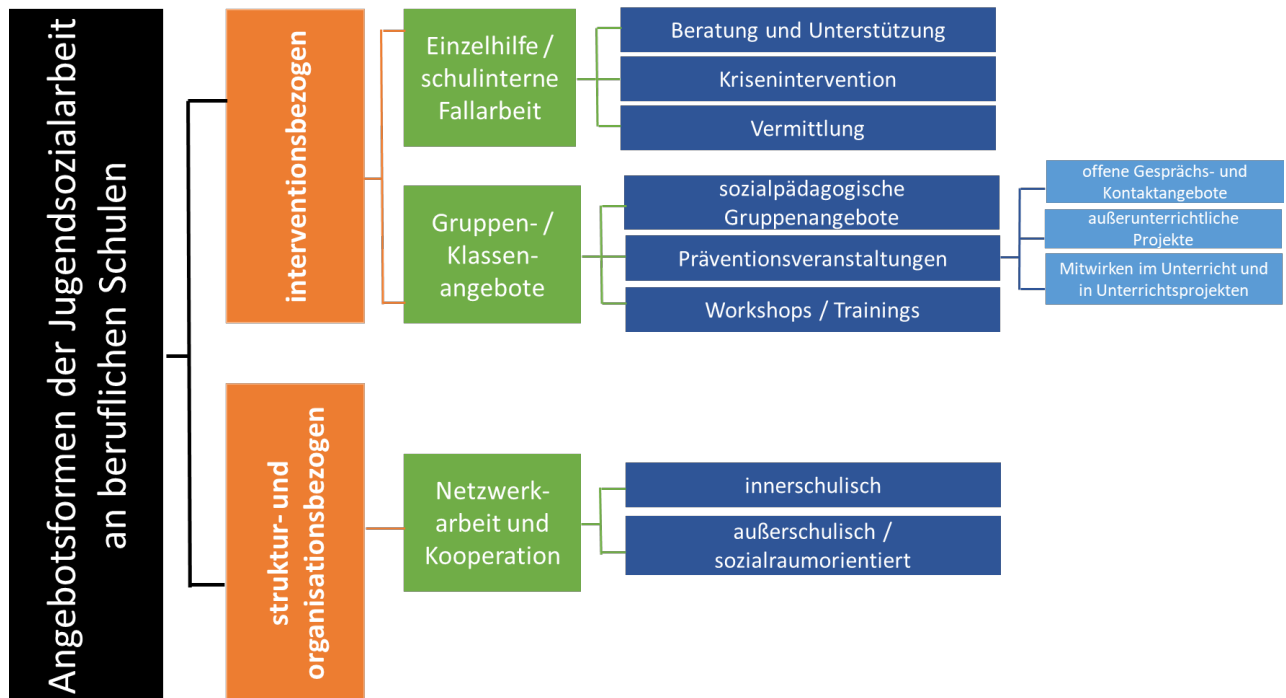 Angebotsformen der Jugendsozialarbeit
an beruflichen Schulen
interventionsbezogen
Einzelhilfe /
schulinterne
Fallarbeit
Beratung und Unterstützung
Krisenintervention
Vermittlung
Gruppen- /
Klassen-
angebote
sozialpädagogische
Gruppenangebote
Präventionsveranstaltungen
Workshops / Trainings
offene Gesprächs- und
Kontaktangebote
außerunterrichtliche
Projekte
Mitwirken im Unterricht und
in Unterrichtsprojekten
struktur- und
organisationsbezogen
Netzwerk-
arbeit und
Kooperation
innerschulisch
außerschulisch /
sozialraumorientiert